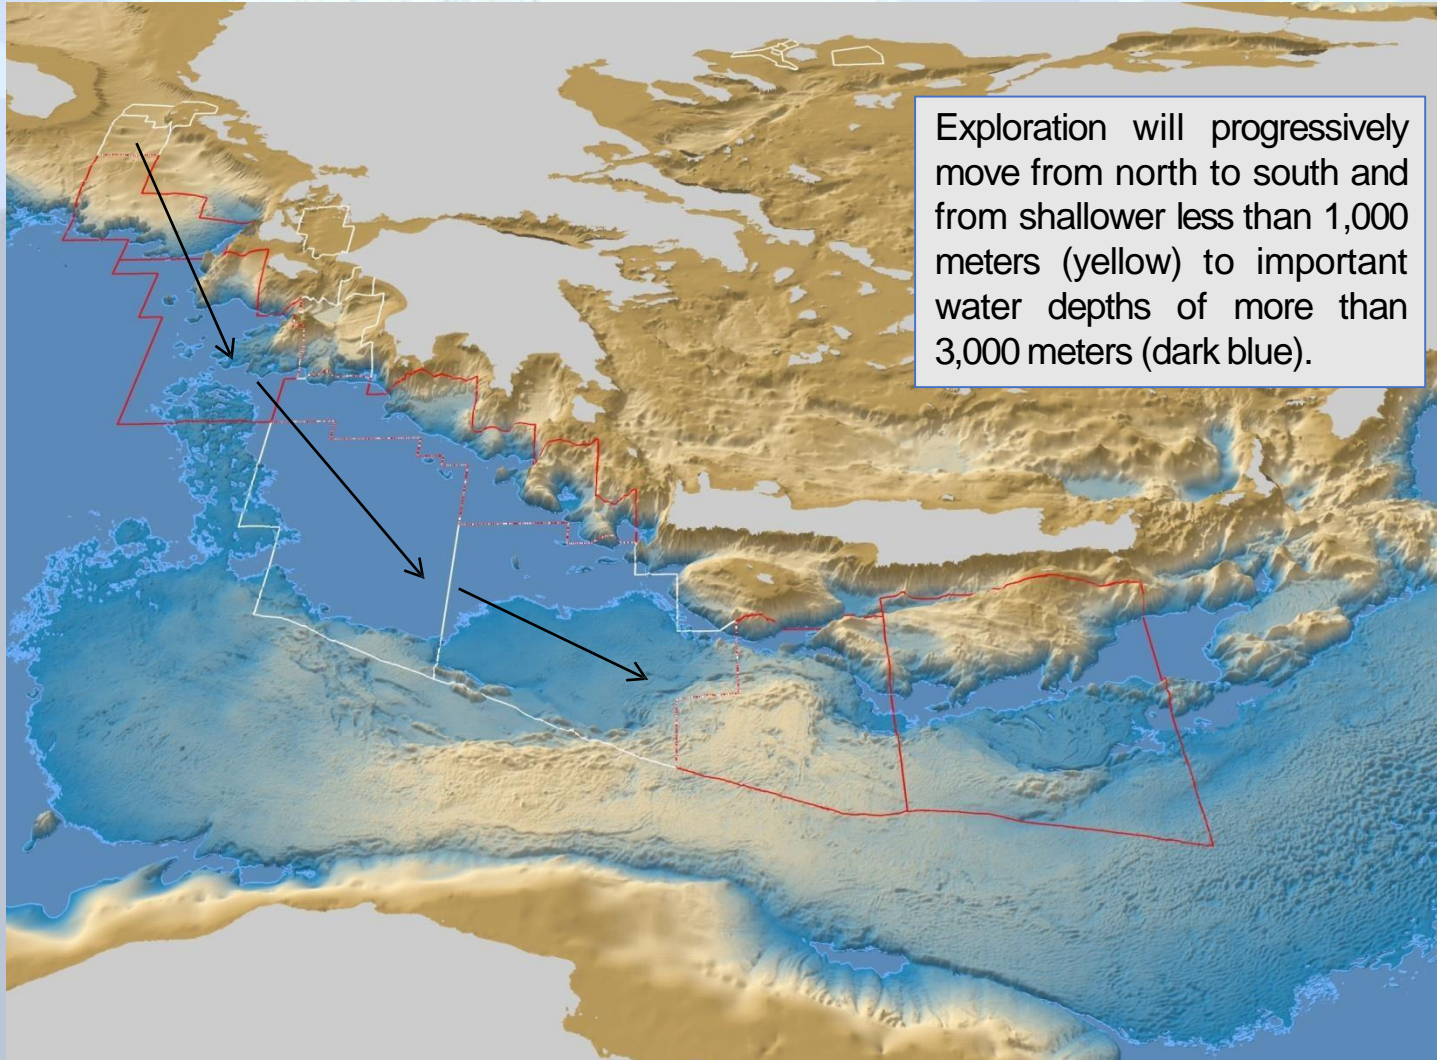 Exploration will progressively
move from north to south and
from shallower less than 1,000
meters (yellow) to important
water depths of more than
3,000 meters (dark blue).